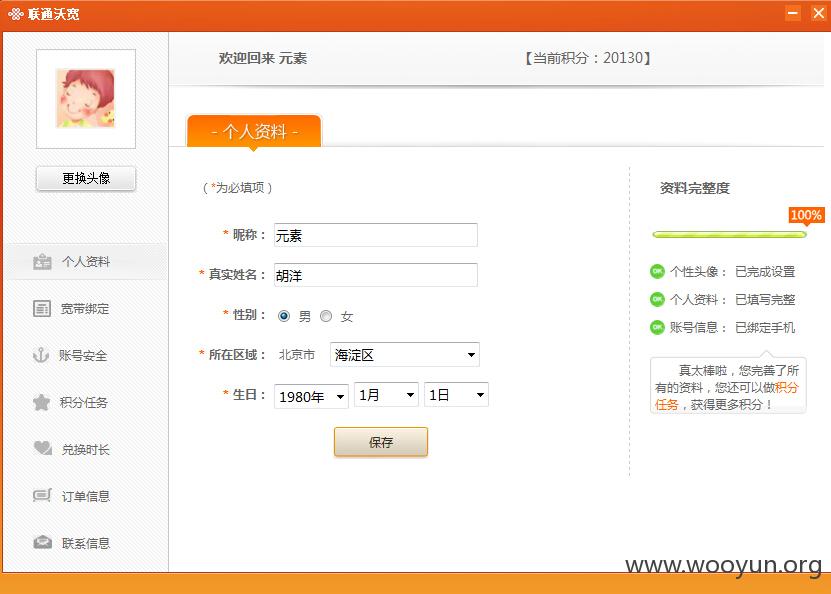 联通沃宽
欢迎回来 元素
【当前积分：20130】
更换头像
个人资料
宽带绑定
账号安全
积分任务
兑换时长
订单信息
联系信息
- 个人资料 -
（*为必填项）
* 昵称： 元素
* 真实姓名： 胡洋
* 性别： 男 女
* 所在区域： 北京市 海淀区
* 生日： 1980年 1月 1日
保存
资料完整度
100%
OK 个性头像： 已完成设置
OK 个人资料： 已填写完整
OK 账号信息： 已绑定手机
真太棒啦，您完善了所
有的资料，您还可以做积分
任务，获得更多积分！
www.wooyun.org